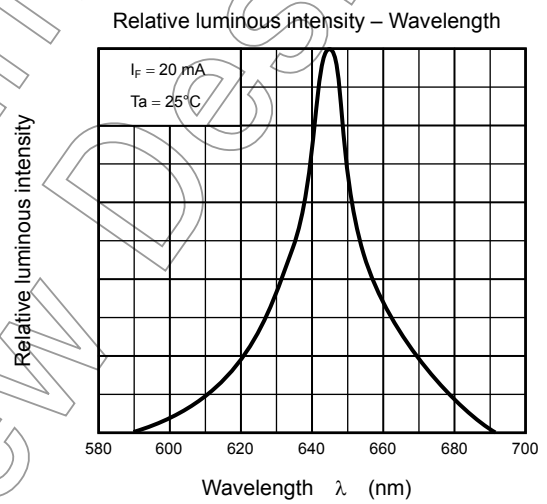 Relative luminous intensity – Wavelength
I_F = 20 mA
Ta = 25°C
Relative luminous intensity
580 600 620 640 660 680 700
Wavelength λ (nm)